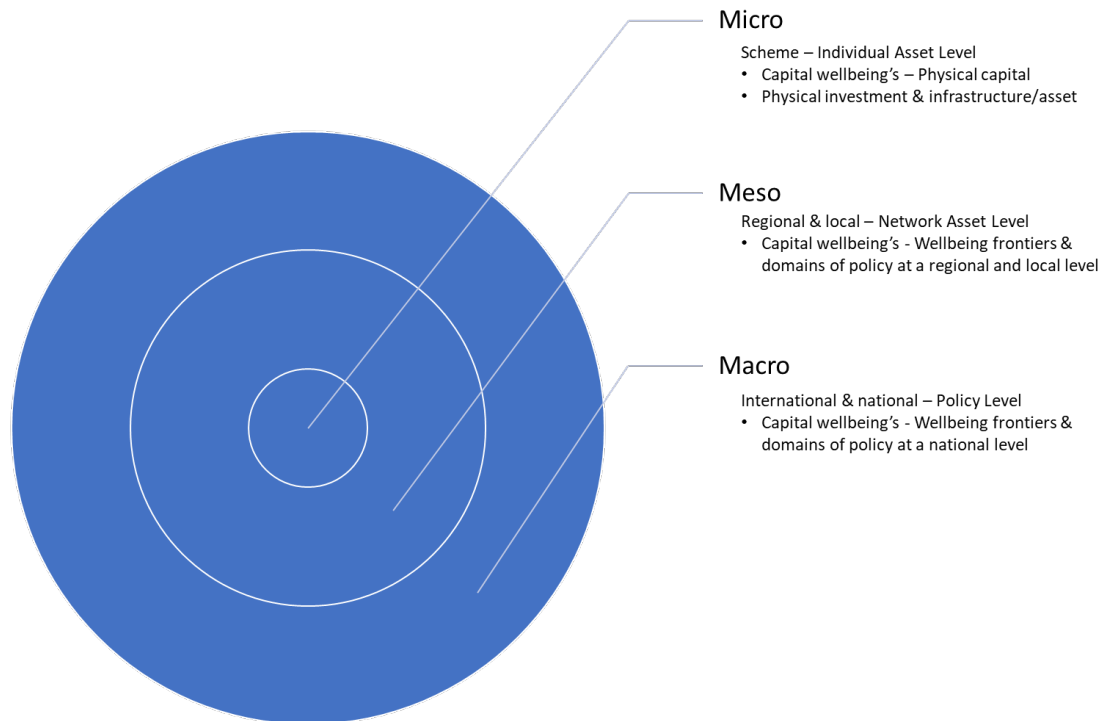 Micro
Scheme – Individual Asset Level
• Capital wellbeing's – Physical capital
• Physical investment & infrastructure/asset
Meso
Regional & local – Network Asset Level
• Capital wellbeing's - Wellbeing frontiers &
domains of policy at a regional and local level
Macro
International & national – Policy Level
• Capital wellbeing's - Wellbeing frontiers &
domains of policy at a national level